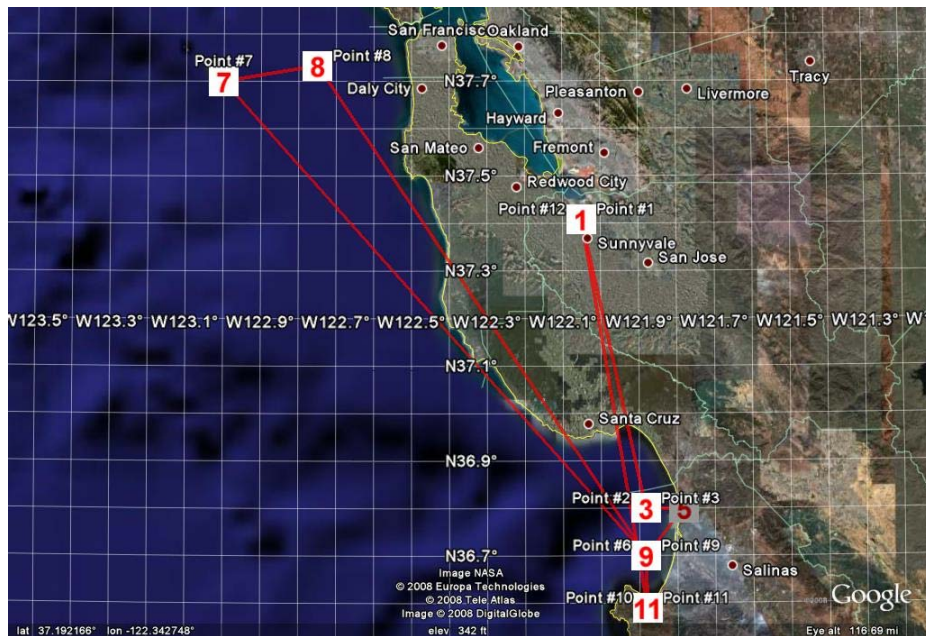 San Francisc
Oakland
Point #7
7
8
Point #8
N37.7°
Tracy
Daly City
Pleasanton
Livermore
Hayward
San Mateo
Fremont
N37.5°
Redwood City
Point #12
1
Point #1
Sunnyvale
San Jose
N37.3°
W123.5°
W123.3°
W123.1°
W122.9°
W122.7°
W122.5°
W122.3°
W122.1°
W121.9°
W121.7°
W121.5°
W121.3°
N37.1°
Santa Cruz
N36.9°
Point #2
3
Point #3
5
Point #6
9
Point #9
N36.7°
Salinas
Image NASA
© 2008 Europa Technologies
© 2008 Tele Atlas
Image © 2008 DigitalGlobe
Point #10
11
Point #11
©2008 Google
lat 37.192166° lon -122.342748°
elev 342 ft
Eye alt 116.69 mi